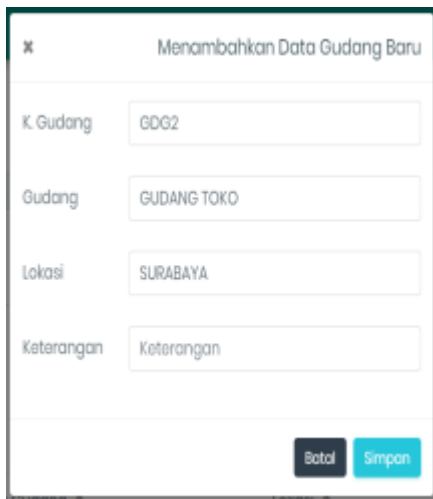 × Menambahkan Data Gudang Baru
K. Gudang GDG2
Gudang GUDANG TOKO
Lokasi SURABAYA
Keterangan Keterangan
Batal Simpan